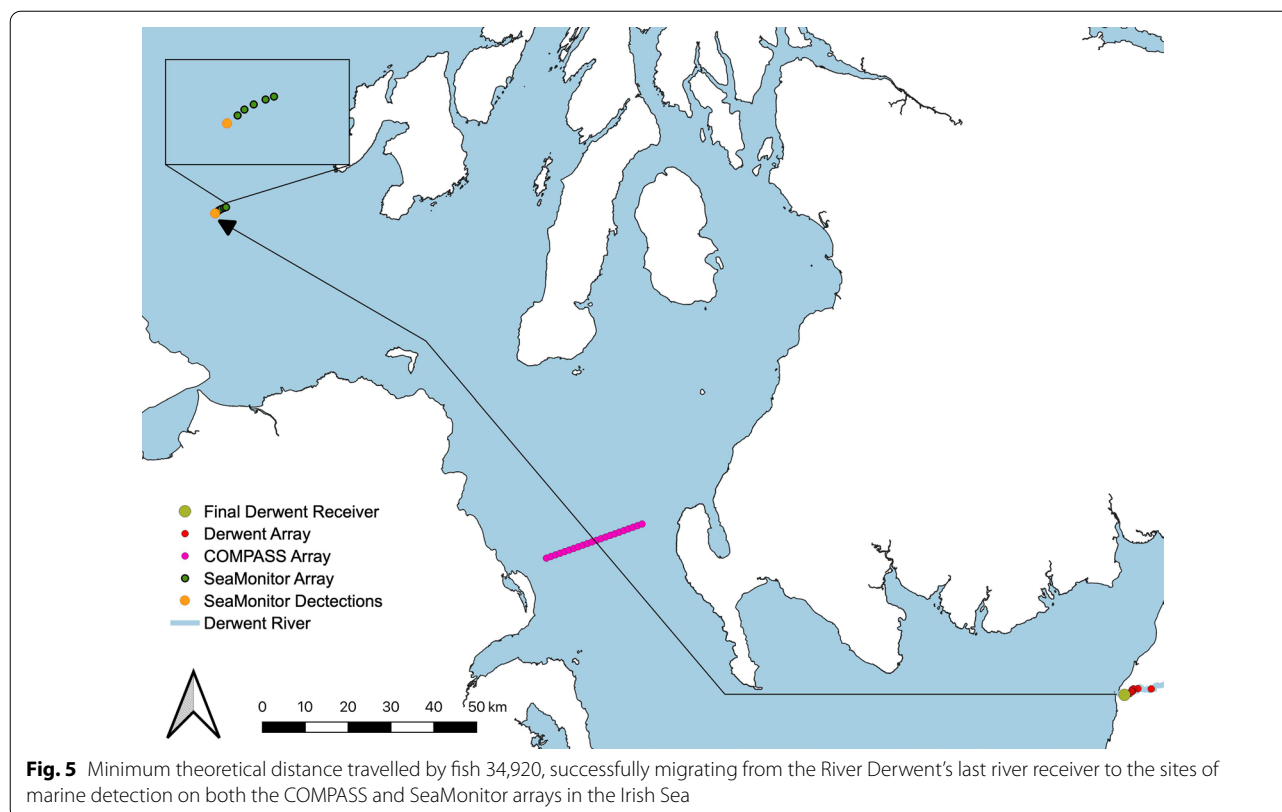 Final Derwent Receiver
Derwent Array
COMPASS Array
SeaMonitor Array
SeaMonitor Dectections
Derwent River
0 10 20 30 40 50 km
Fig. 5 Minimum theoretical distance travelled by fish 34,920, successfully migrating from the River Derwent’s last river receiver to the sites of
marine detection on both the COMPASS and SeaMonitor arrays in the Irish Sea